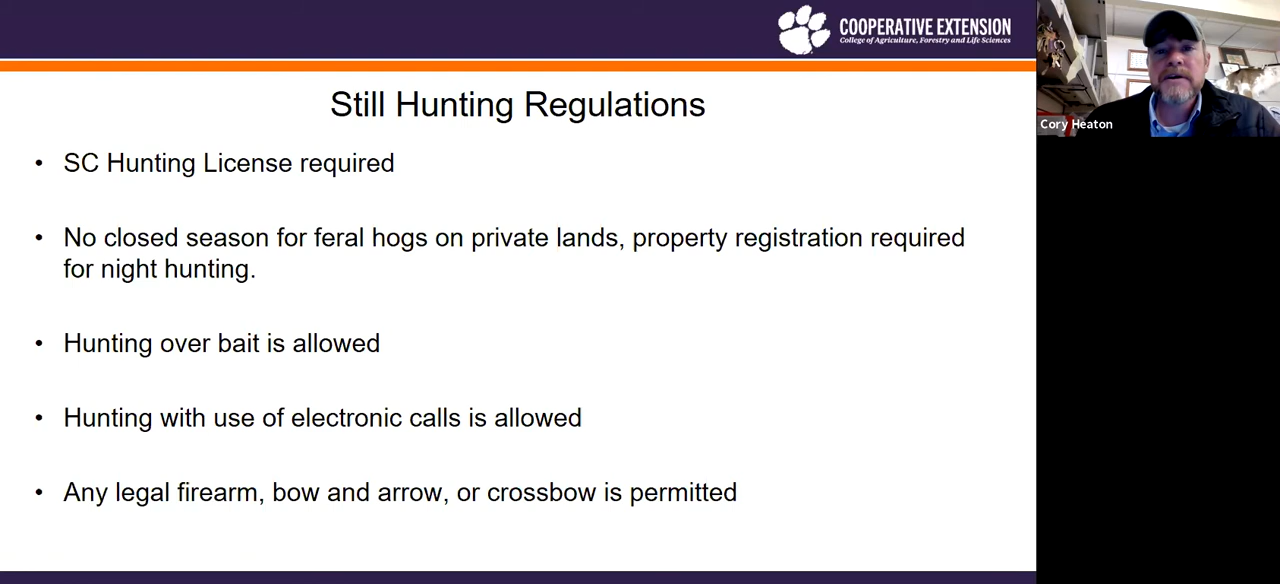 COOPERATIVE EXTENSION
College of Agriculture, Forestry and Life Sciences
Still Hunting Regulations
• SC Hunting License required
• No closed season for feral hogs on private lands, property registration required
for night hunting.
• Hunting over bait is allowed
• Hunting with use of electronic calls is allowed
• Any legal firearm, bow and arrow, or crossbow is permitted
Cory Heaton